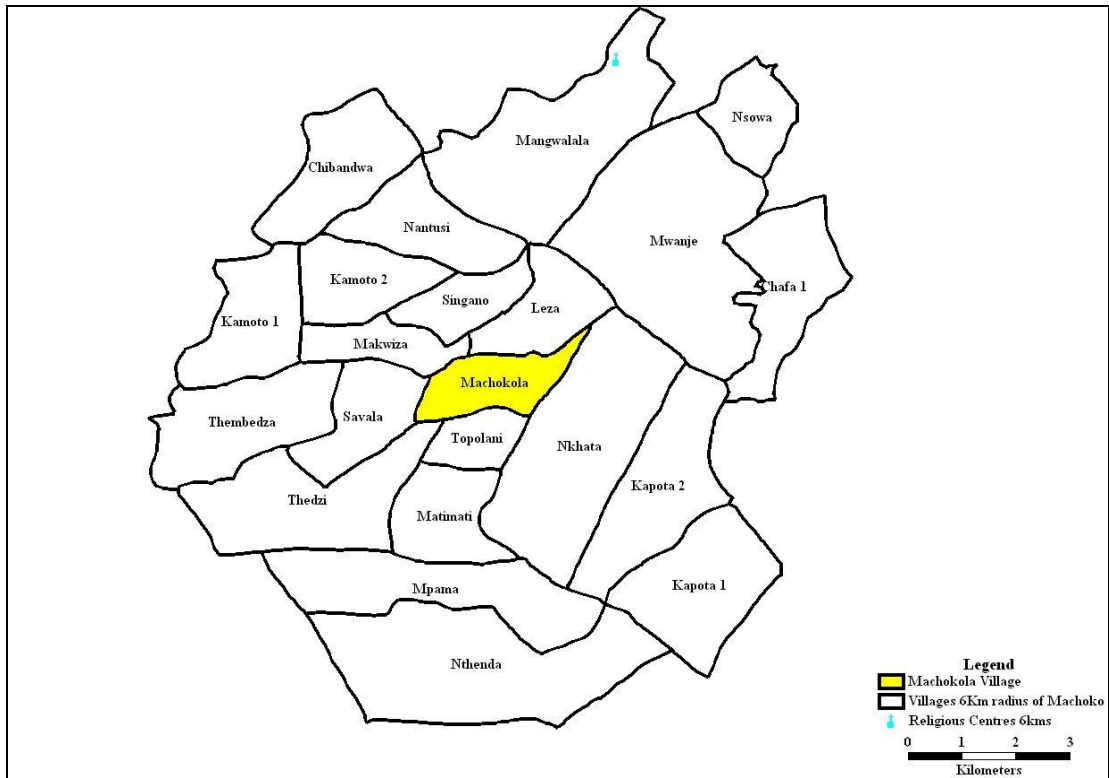 Nsowa
Mangwalala
Chibandwa
Nantusi
Mwanje
Kamoto 2
Chafa 1
Singano
Leza
Kamoto 1
Makwiza
Machokola
Savala
Thembedza
Topolani
Nkhata
Kapota 2
Thedzi
Matimati
Kapota 1
Mpama
Nthenda
Legend
Machokola Village
Villages 6Km radius of Machoko
Religious Centres 6kms
0 1 2 3
Kilometers